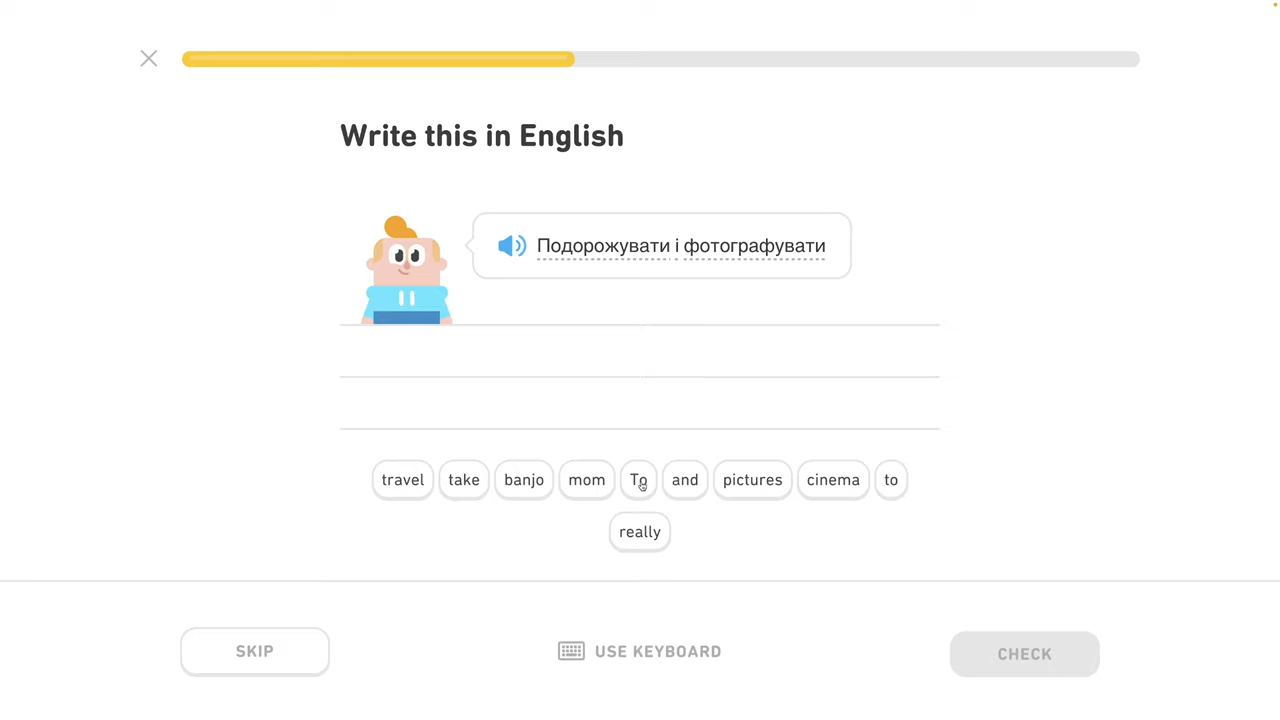 Write this in English
Подорожувати і фотографувати
travel take banjo mom To and pictures cinema to
really
SKIP USE KEYBOARD CHECK